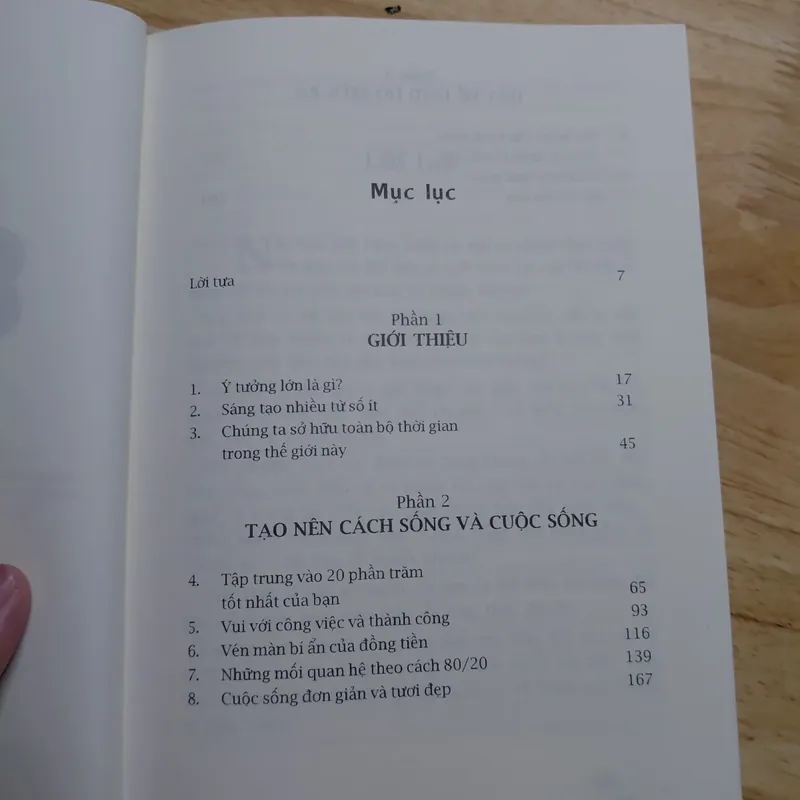 Mục lục
Lời tựa 7
Phần 1
GIỚI THIỆU
1. Ý tưởng lớn là gì? 17
2. Sáng tạo nhiều từ số ít 31
3. Chúng ta sở hữu toàn bộ thời gian
trong thế giới này 45
Phần 2
TẠO NÊN CÁCH SỐNG VÀ CUỘC SỐNG
4. Tập trung vào 20 phần trăm
tốt nhất của bạn 65
5. Vui với công việc và thành công 93
6. Vén màn bí ẩn của đồng tiền 116
7. Những mối quan hệ theo cách 80/20 139
8. Cuộc sống đơn giản và tươi đẹp 167